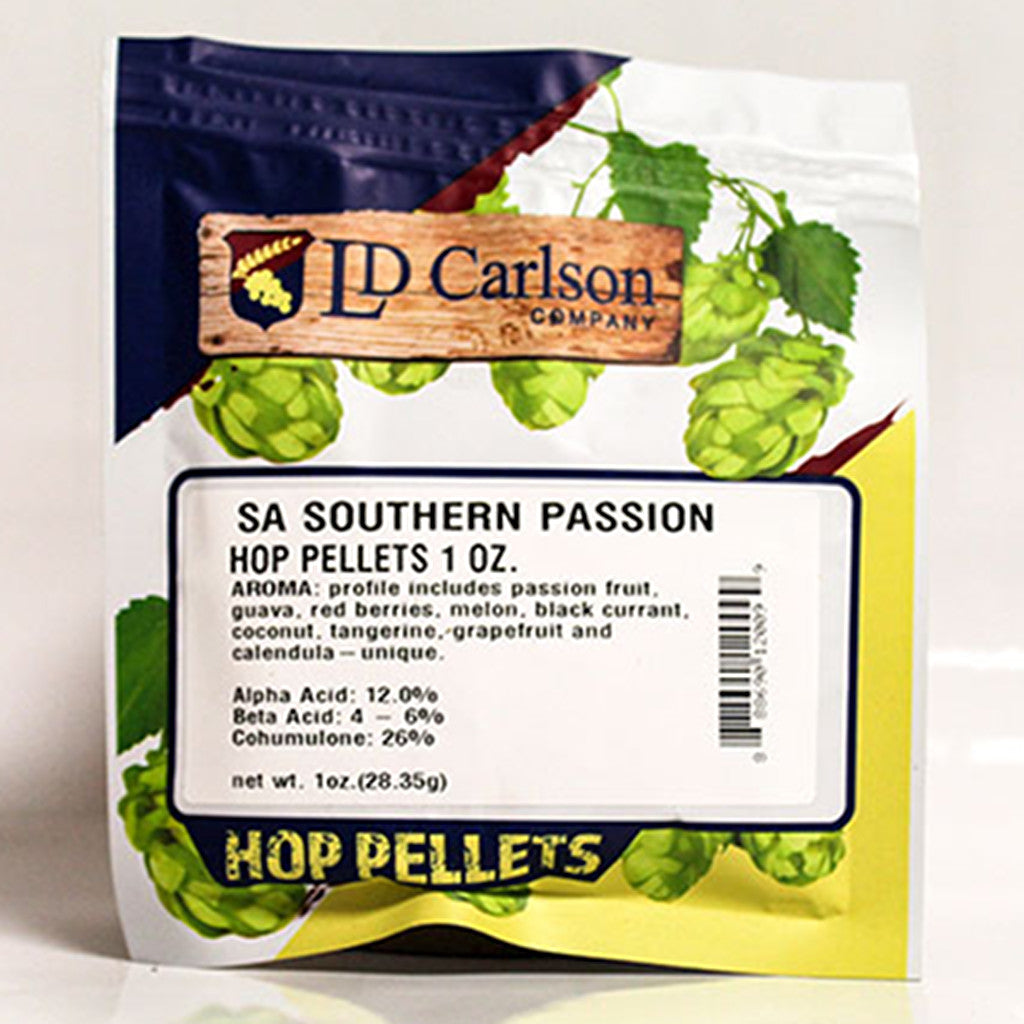 LD Carlson
COMPANY
SA SOUTHERN PASSION
HOP PELLETS 1 OZ.
AROMA: profile includes passion fruit,
guava, red berries, melon, black currant,
coconut, tangerine, grapefruit and
calendula – unique.
Alpha Acid: 12.0%
Beta Acid: 4 – 6%
Cohumulone: 26%
net wt. 1oz.(28.35g)
HOP PELLETS